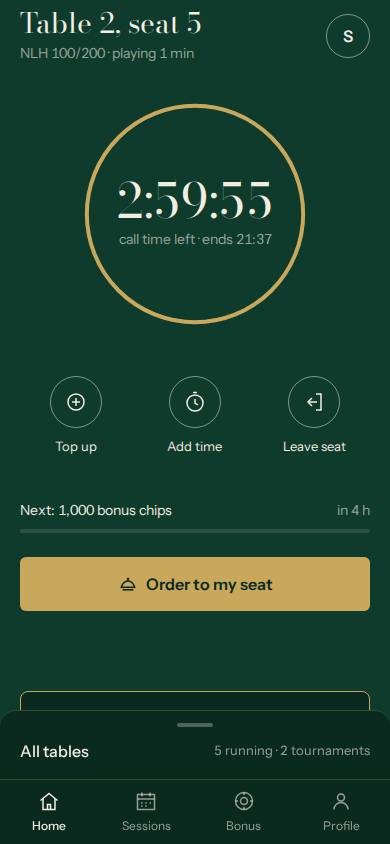 Table 2, seat 5
NLH 100/200 · playing 1 min
S
2:59:55
call time left · ends 21:37
Top up
Add time
Leave seat
Next: 1,000 bonus chips
in 4 h
Order to my seat
All tables
5 running · 2 tournaments
Home
Sessions
Bonus
Profile